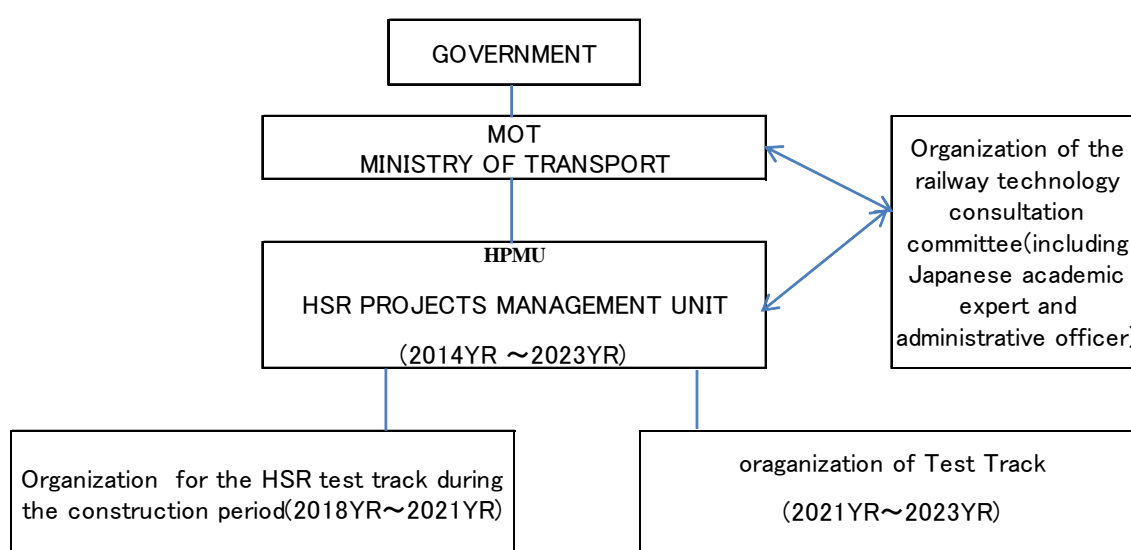 GOVERNMENT
MOT
MINISTRY OF TRANSPORT
Organization of the
railway technology
consultation
committee(including
Japanese academic
expert and
administrative officer)
HPMU
HSR PROJECTS MANAGEMENT UNIT
(2014YR ～2023YR)
Organization for the HSR test track during
the construction period(2018YR～2021YR)
oraganization of Test Track
(2021YR～2023YR)